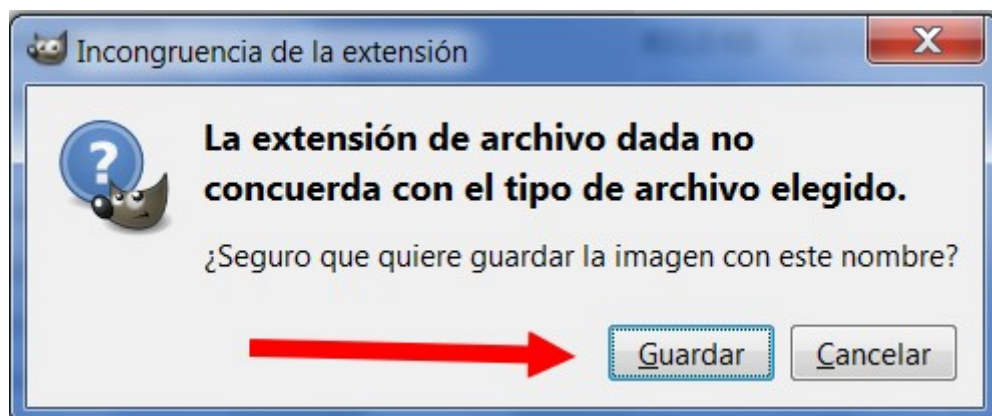 Incongruencia de la extensión
La extensión de archivo dada no
concuerda con el tipo de archivo elegido.
¿Seguro que quiere guardar la imagen con este nombre?
Guardar Cancelar